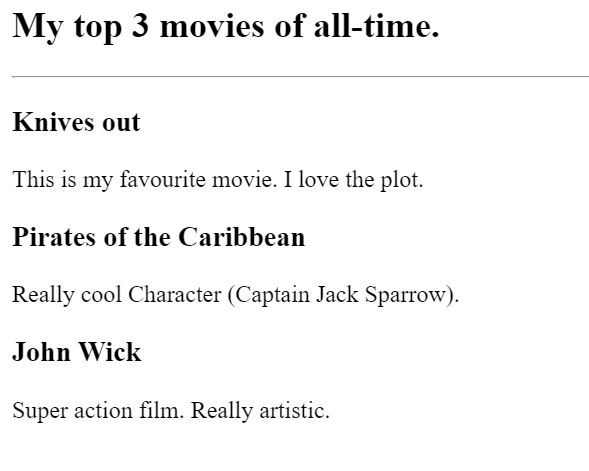 My top 3 movies of all-time.
Knives out
This is my favourite movie. I love the plot.
Pirates of the Caribbean
Really cool Character (Captain Jack Sparrow).
John Wick
Super action film. Really artistic.